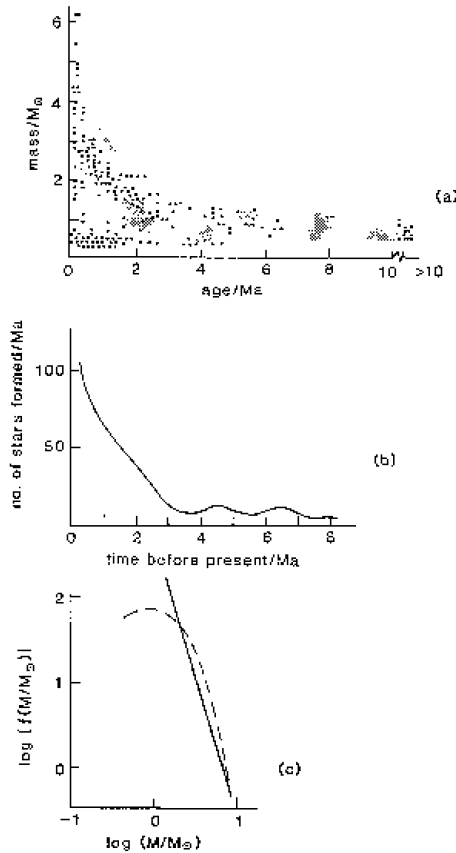 6
4
2
0 2 4 6 8 10 >10
mass/M⊙
age/Ma
(a)
100
50
0 2 4 6 8
no. of stars formed/Ma
time before present/Ma
(b)
2
1
0
-1 0 1
log [f(M/M⊙)]
log (M/M⊙)
(c)